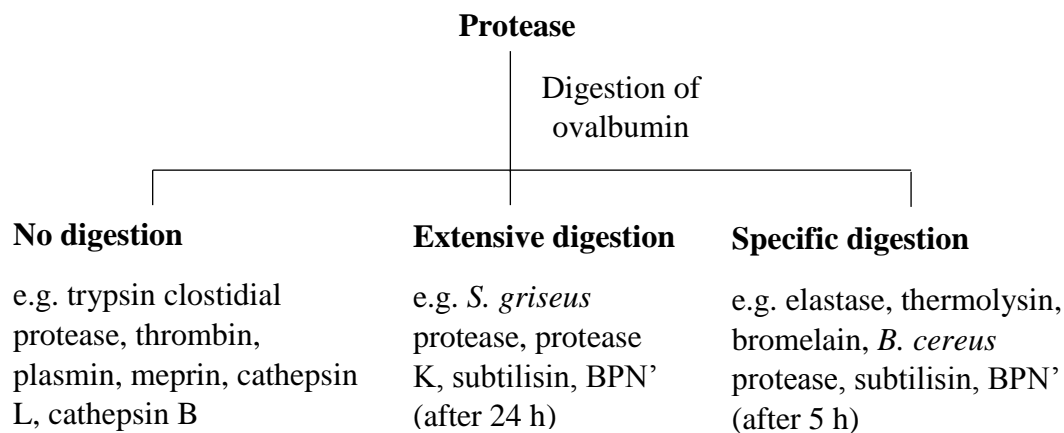 Protease
Digestion of
ovalbumin
No digestion
e.g. trypsin clostidial
protease, thrombin,
plasmin, meprin, cathepsin
L, cathepsin B
Extensive digestion
e.g. S. griseus
protease, protease
K, subtilisin, BPN’
(after 24 h)
Specific digestion
e.g. elastase, thermolysin,
bromelain, B. cereus
protease, subtilisin, BPN’
(after 5 h)